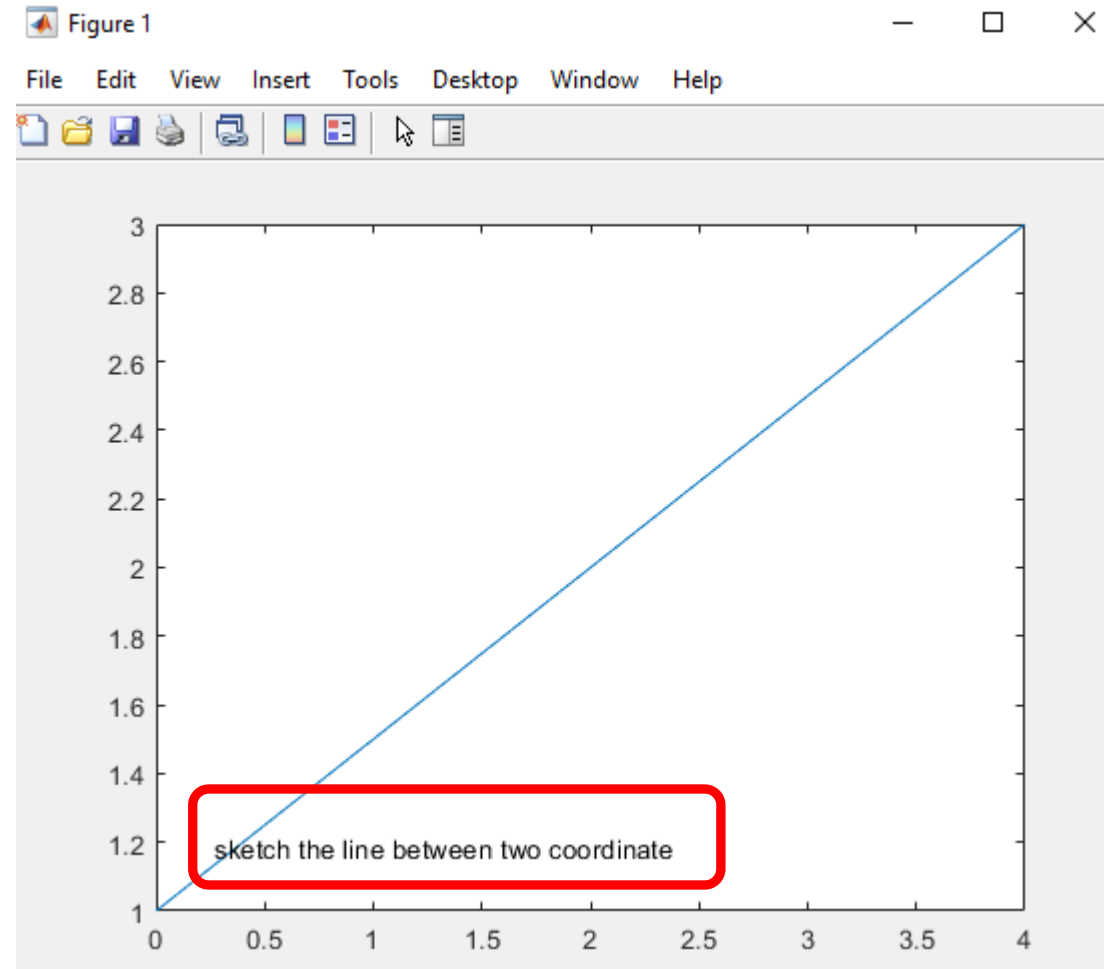 Figure 1
File Edit View Insert Tools Desktop Window Help
3
2.8
2.6
2.4
2.2
2
1.8
1.6
1.4
1.2
sketch the line between two coordinate
1
0 0.5 1 1.5 2 2.5 3 3.5 4